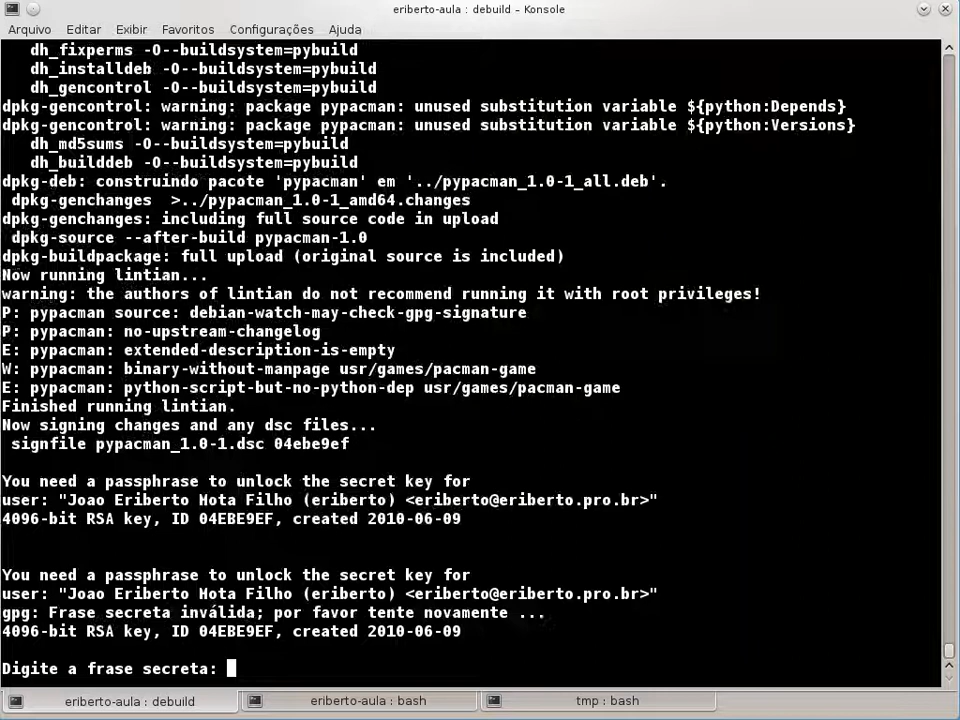 eriberto-aula : debuild – Konsole
Arquivo Editar Exibir Favoritos Configurações Ajuda
dh_fixperms -O--buildsystem=pybuild
dh_installdeb -O--buildsystem=pybuild
dh_gencontrol -O--buildsystem=pybuild
dpkg-gencontrol: warning: package pypacman: unused substitution variable ${python:Depends}
dpkg-gencontrol: warning: package pypacman: unused substitution variable ${python:Versions}
dh_md5sums -O--buildsystem=pybuild
dh_builddeb -O--buildsystem=pybuild
dpkg-deb: construindo pacote 'pypacman' em '../pypacman_1.0-1_all.deb'.
dpkg-genchanges >../pypacman_1.0-1_amd64.changes
dpkg-genchanges: including full source code in upload
dpkg-source --after-build pypacman-1.0
dpkg-buildpackage: full upload (original source is included)
Now running lintian...
warning: the authors of lintian do not recommend running it with root privileges!
P: pypacman source: debian-watch-may-check-gpg-signature
P: pypacman: no-upstream-changelog
E: pypacman: extended-description-is-empty
W: pypacman: binary-without-manpage usr/games/pacman-game
E: pypacman: python-script-but-no-python-dep usr/games/pacman-game
Finished running lintian.
Now signing changes and any dsc files...
signfile pypacman_1.0-1.dsc 04ebe9ef
You need a passphrase to unlock the secret key for
user: "Joao Eriberto Mota Filho (eriberto) <eriberto@eriberto.pro.br>"
4096-bit RSA key, ID 04EBE9EF, created 2010-06-09
You need a passphrase to unlock the secret key for
user: "Joao Eriberto Mota Filho (eriberto) <eriberto@eriberto.pro.br>"
gpg: Frase secreta inválida; por favor tente novamente ...
4096-bit RSA key, ID 04EBE9EF, created 2010-06-09
Digite a frase secreta:
eriberto-aula : debuild eriberto-aula : bash tmp : bash